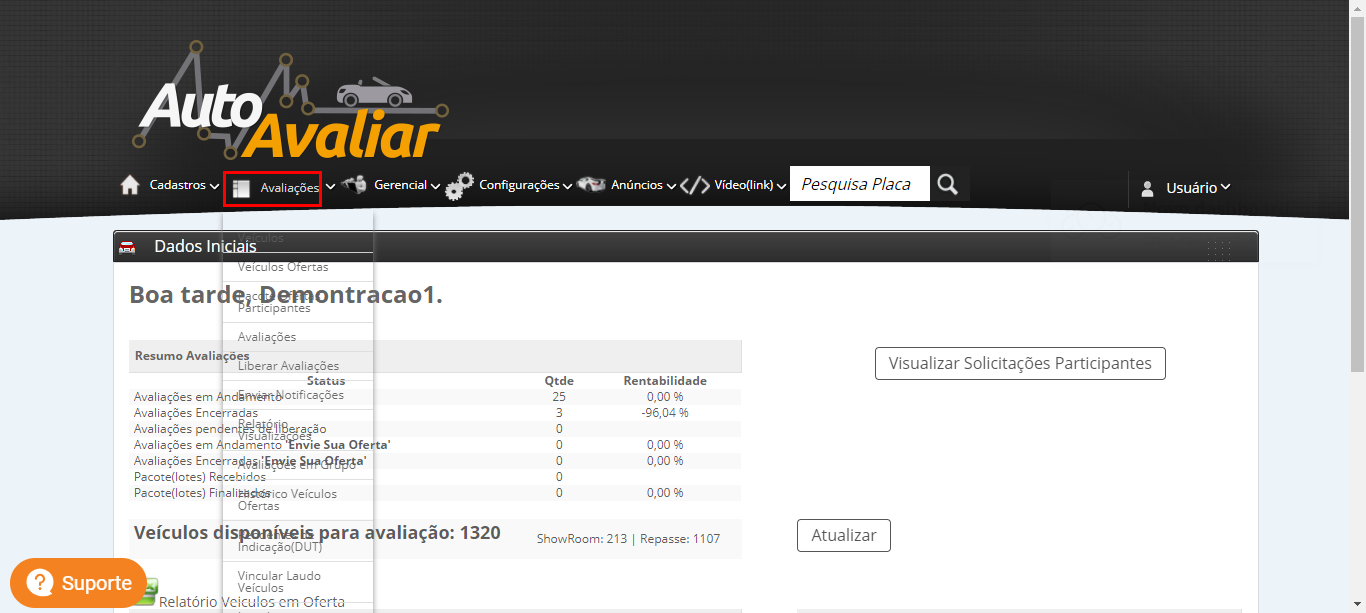 Auto
Avaliar
Cadastros
Avaliações
Gerencial
Configurações
Anúncios
Vídeo(link)
Pesquisa Placa
Usuário
Dados Iniciais
Veículos
Veículos Ofertas
Pacote Ofertas
Participantes
Avaliações
Liberar Avaliações
Enviar Notificações
Relatório
Visualizações
Avaliações em Grupo
Histórico Veículos
Ofertas
Pendentes de
Indicação(DUT)
Vincular Laudo
Veículos
Boa tarde, Demontracao1.
Resumo Avaliações
Visualizar Solicitações Participantes
Status Qtde Rentabilidade
Avaliações em Andamento 25 0,00 %
Avaliações Encerradas 3 -96,04 %
Avaliações pendentes de liberação 0
Avaliações em Andamento 'Envie Sua Oferta' 0 0,00 %
Avaliações Encerradas 'Envie Sua Oferta' 0 0,00 %
Pacote(lotes) Recebidos 0
Pacote(lotes) Finalizados 0 0,00 %
Veículos disponíveis para avaliação: 1320
ShowRoom: 213 | Repasse: 1107
Atualizar
? Suporte
Relatório Veiculos em Oferta